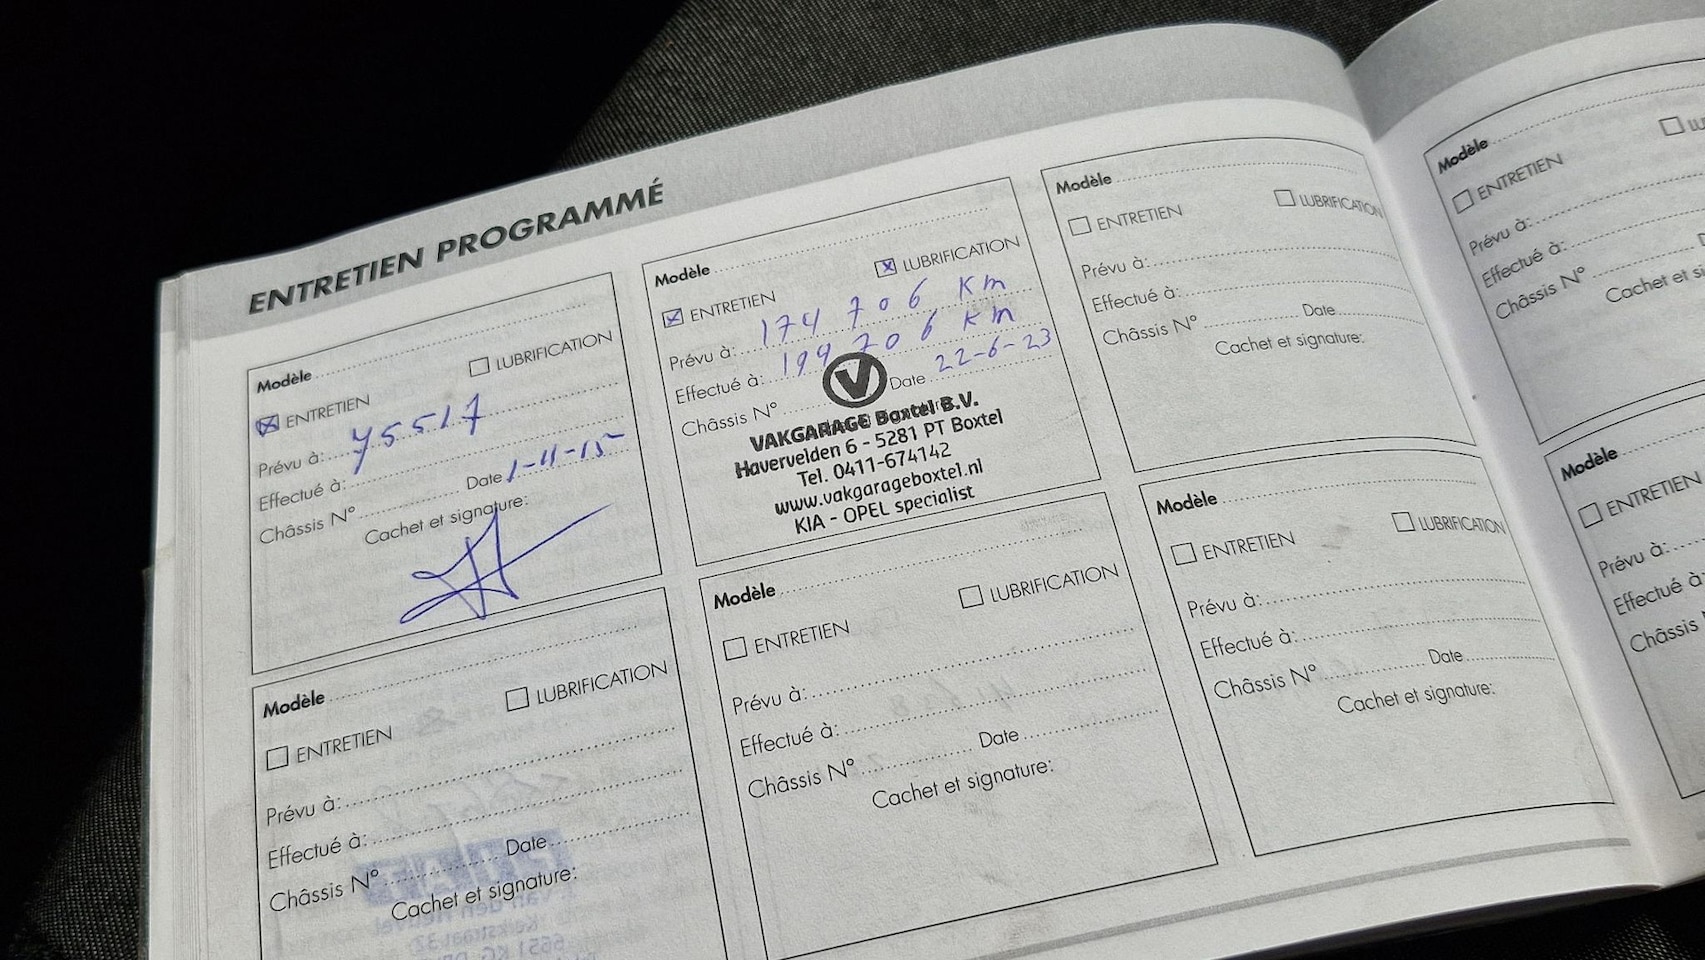 ENTRETIEN PROGRAMMÉ
Modèle
ENTRETIEN LUBRIFICATION
Prévu à: 75517
Effectué à:
Châssis N° Date 1-11-15
Cachet et signature:
Modèle
ENTRETIEN LUBRIFICATION
Prévu à: 174 706 Km
Effectué à: 194 706 km
Châssis N° Date 22-6-23
V
VAKGARAGE Boxtel B.V.
Havervelden 6 - 5281 PT Boxtel
Tel. 0411-674142
www.vakgarageboxtel.nl
KIA - OPEL specialist
Modèle
ENTRETIEN LUBRIFICATION
Prévu à:
Effectué à:
Châssis N° Date
Cachet et signature:
Modèle
ENTRETIEN LUBRIFICATION
Prévu à:
Effectué à:
Châssis N° Date
Cachet et signature:
Modèle
ENTRETIEN LUBRIFICATION
Prévu à:
Effectué à:
Châssis N° Date
Cachet et signature:
Modèle
ENTRETIEN LUBRIFICATION
Prévu à:
Effectué à:
Châssis N° Date
Cachet et signature:
Modèle
ENTRETIEN
Prévu à:
Effectué à:
Châssis N°
Cachet et
Modèle
ENTRETIEN
Prévu à:
Effectué à:
Châssis